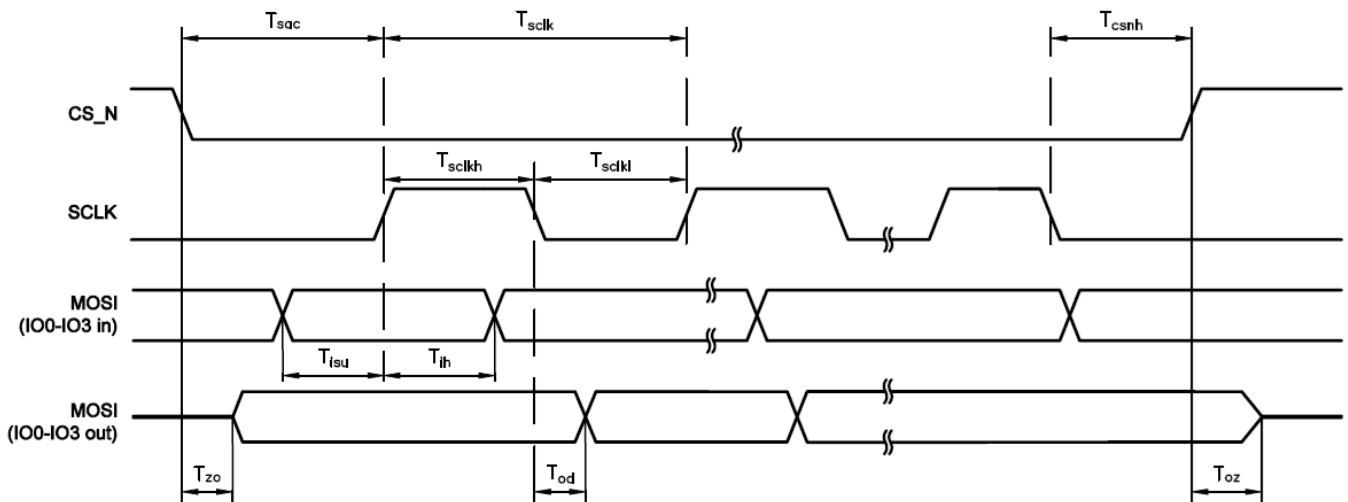 Tsac Tsclk Tcsnh
CS_N
Tsclkh Tsclkl
SCLK
MOSI
(IO0-IO3 in)
Tisu Tih
MOSI
(IO0-IO3 out)
Tzo Tod Toz